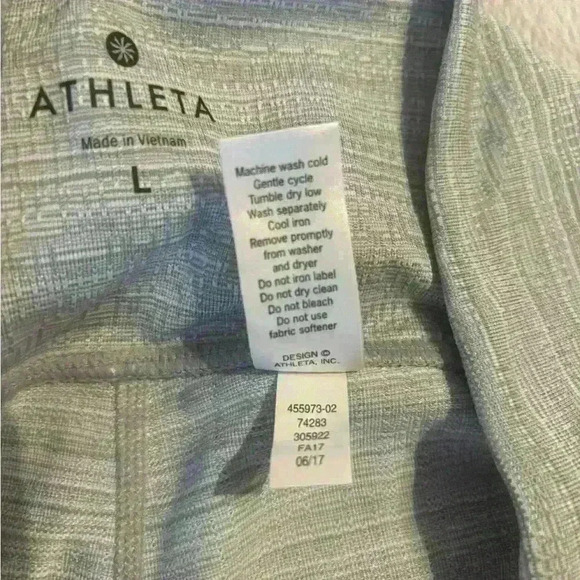 ATHLETA
Made in Vietnam
L
Machine wash cold
Gentle cycle
Tumble dry low
Wash separately
Cool iron
Remove promptly
from washer
and dryer
Do not iron label
Do not dry clean
Do not bleach
Do not use
fabric softener
DESIGN ©
ATHLETA, INC.
455973-02
74283
305922
FA17
06/17